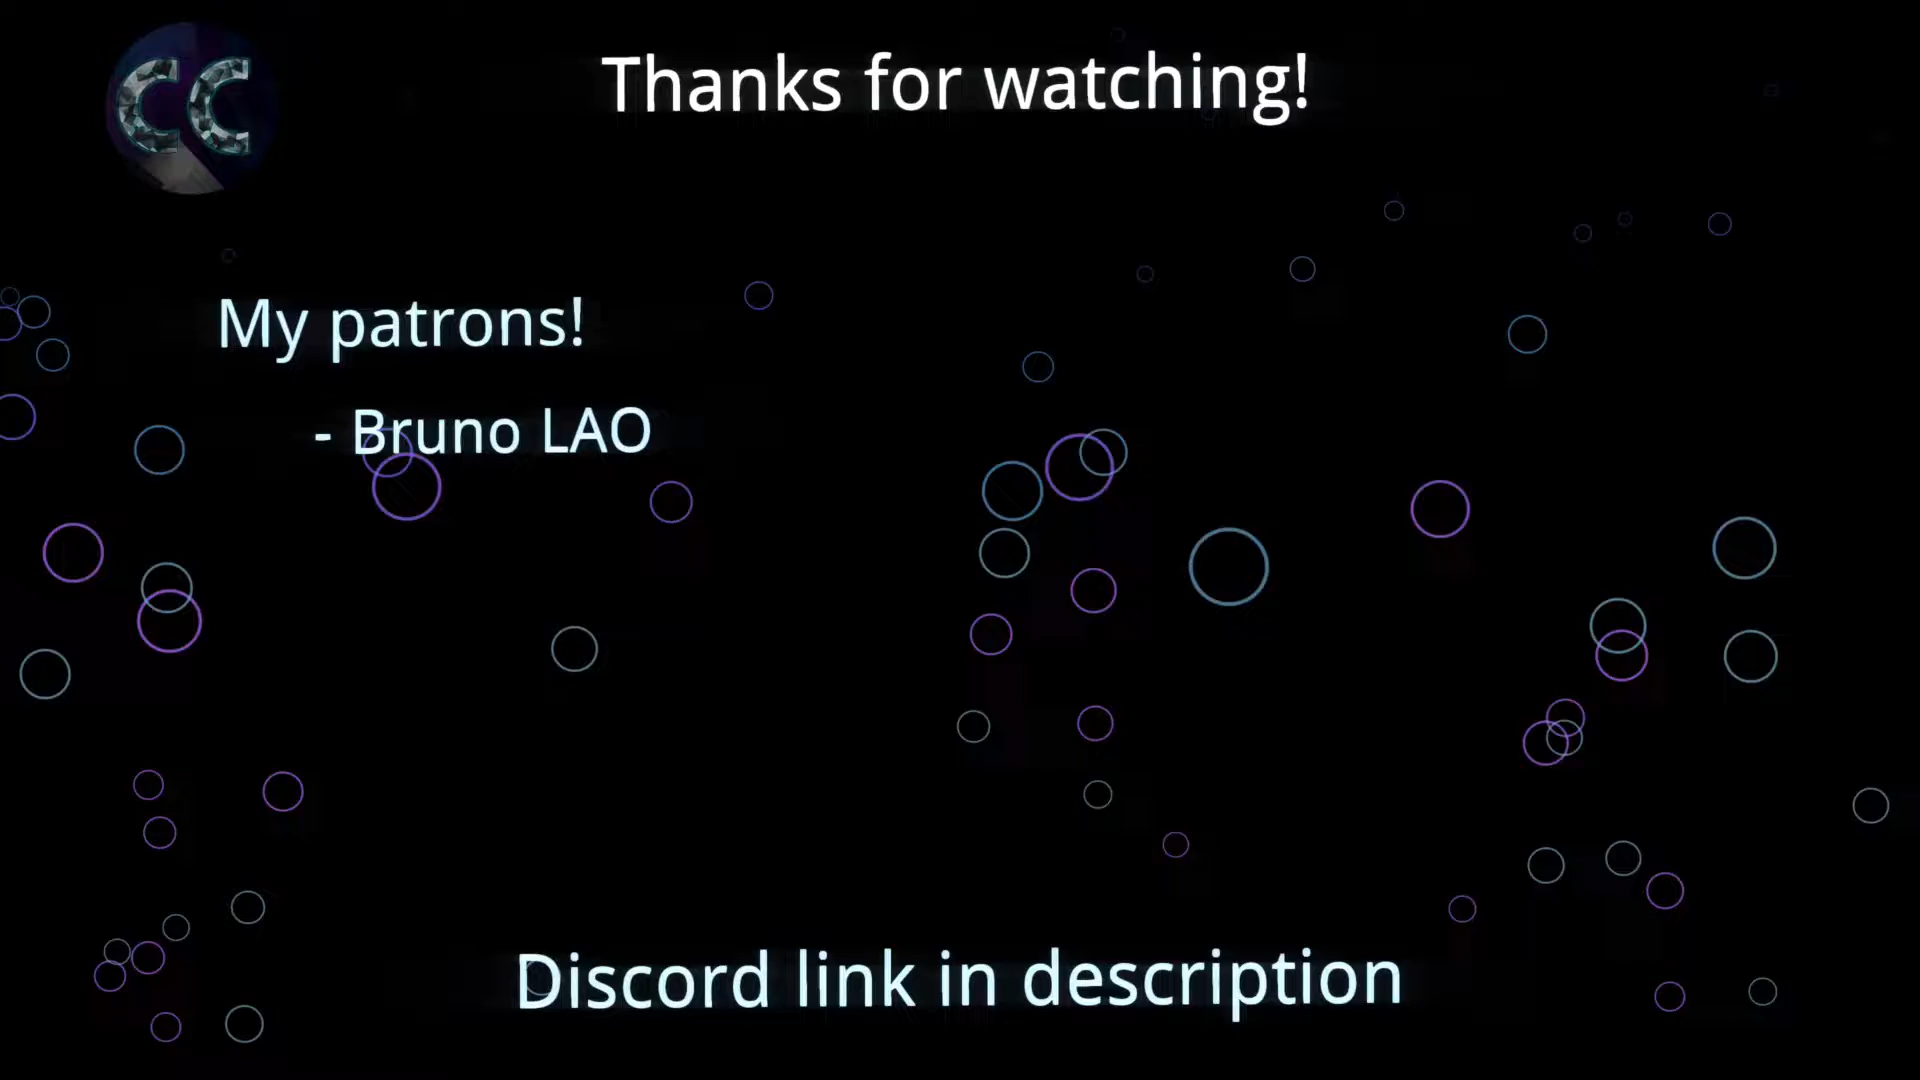 CC
Thanks for watching!
My patrons!
- Bruno LAO
Discord link in description